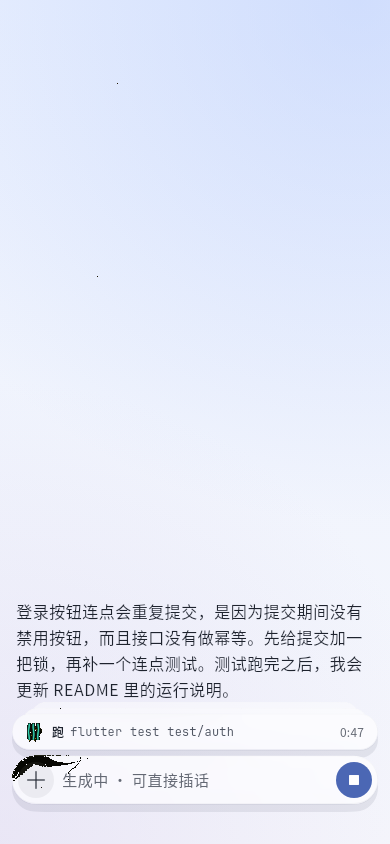 登录按钮连点会重复提交，是因为提交期间没有
禁用按钮，而且接口没有做幂等。先给提交加一
把锁，再补一个连点测试。测试跑完之后，我会
更新 README 里的运行说明。
跑 flutter test test/auth 0:47
生成中 · 可直接插话